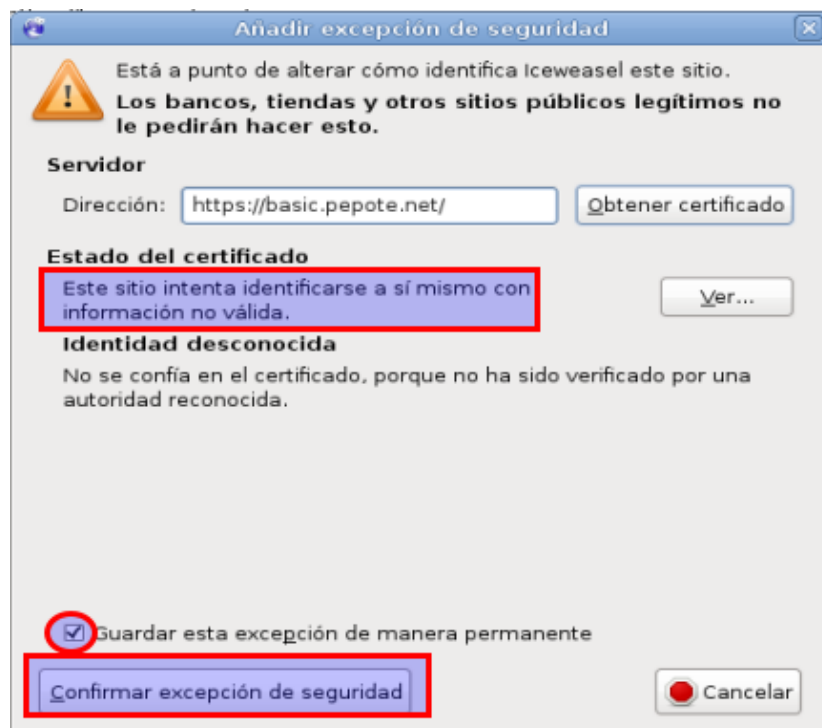 Añadir excepción de seguridad
Está a punto de alterar cómo identifica Iceweasel este sitio.
Los bancos, tiendas y otros sitios públicos legítimos no
le pedirán hacer esto.
Servidor
Dirección: https://basic.pepote.net/ Obtener certificado
Estado del certificado
Este sitio intenta identificarse a sí mismo con
información no válida.
Ver...
Identidad desconocida
No se confía en el certificado, porque no ha sido verificado por una
autoridad reconocida.
Guardar esta excepción de manera permanente
Confirmar excepción de seguridad Cancelar